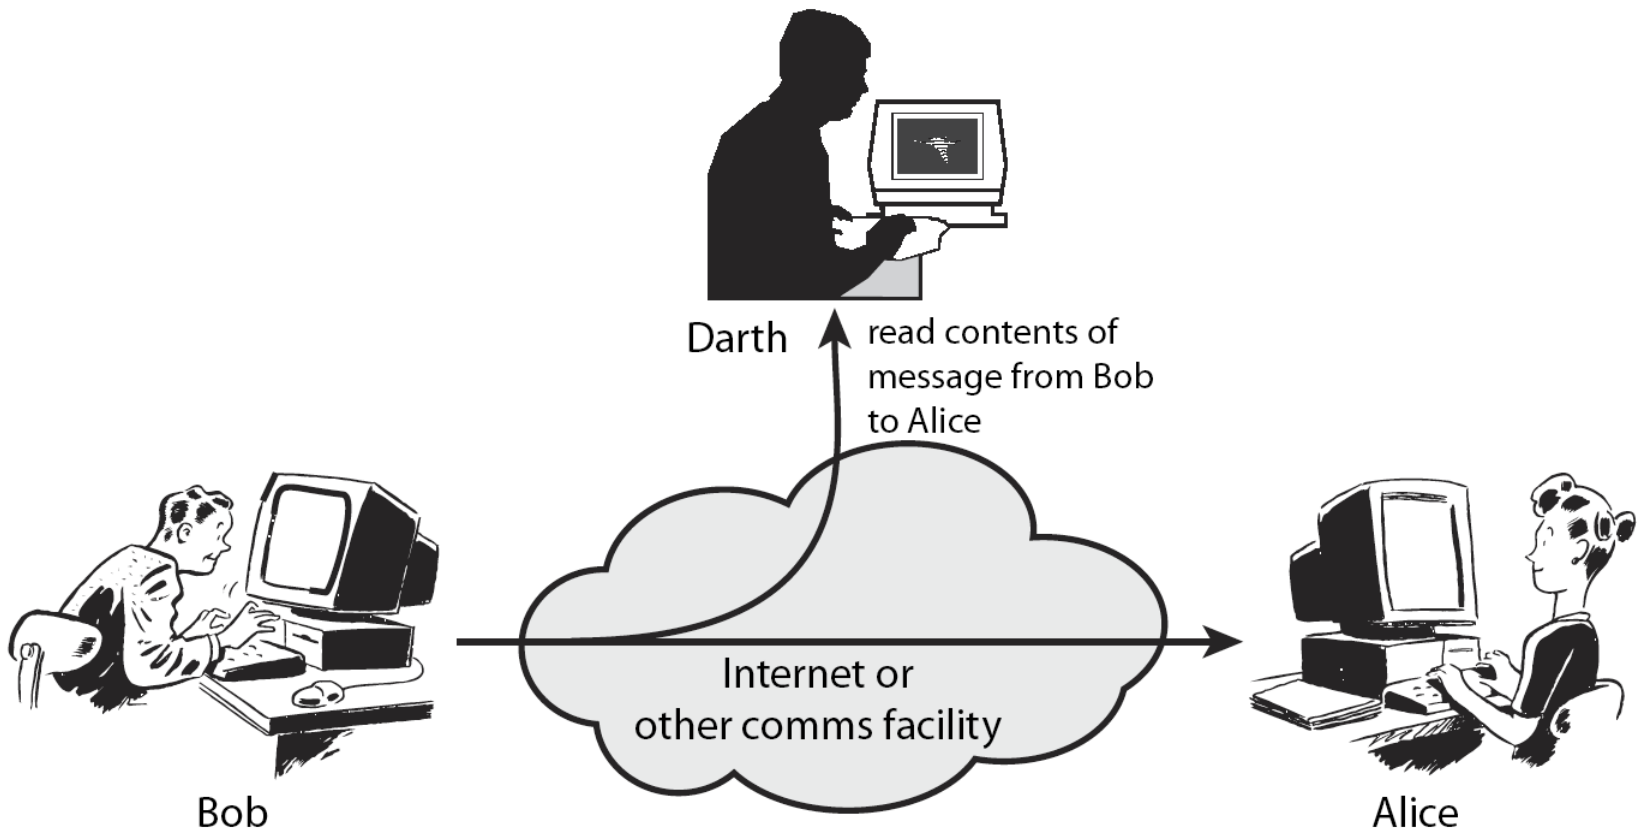 Darth
read contents of
message from Bob
to Alice
Internet or
other comms facility
Bob
Alice